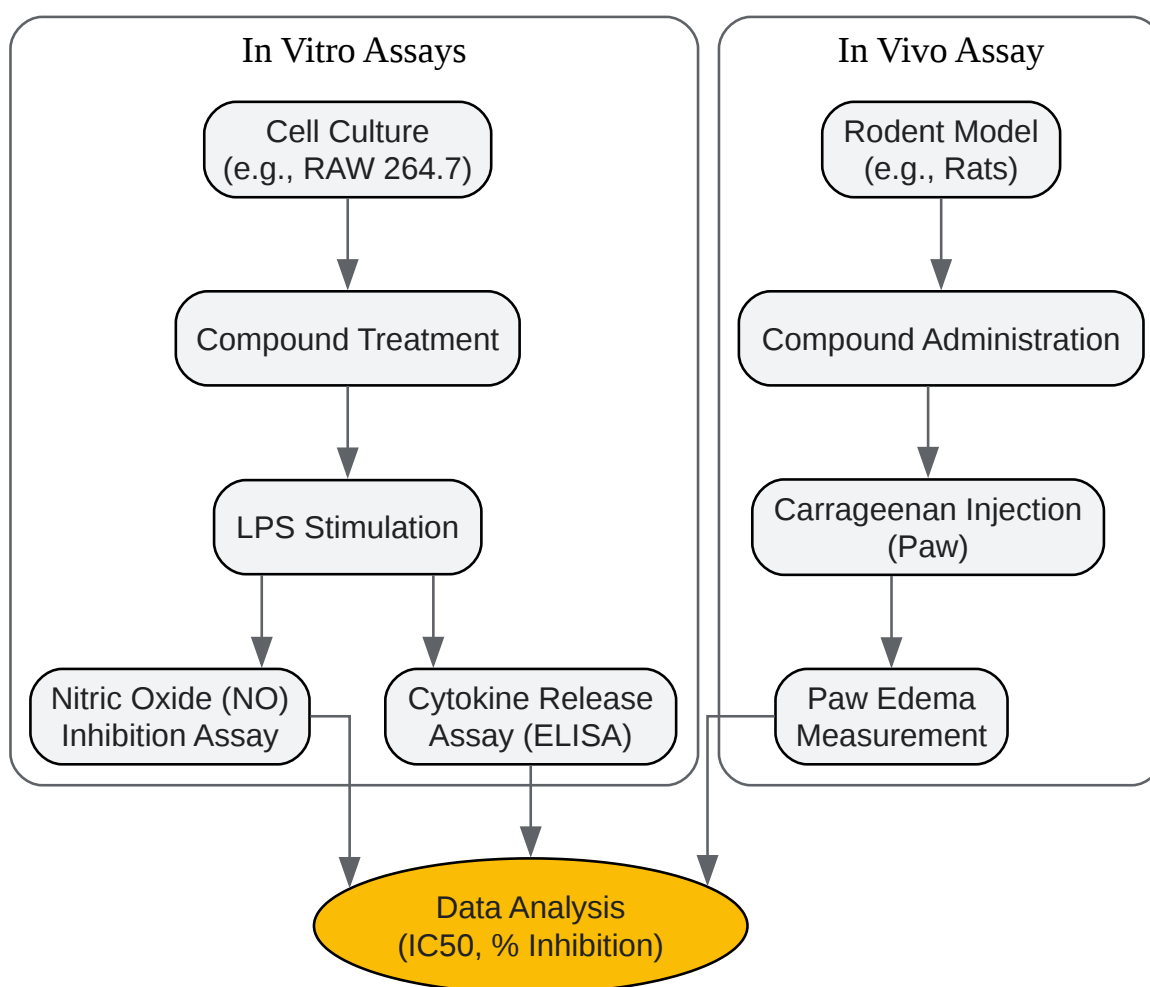 In Vitro Assays
Cell Culture
(e.g., RAW 264.7)
Compound Treatment
LPS Stimulation
Nitric Oxide (NO)
Inhibition Assay
Cytokine Release
Assay (ELISA)
In Vivo Assay
Rodent Model
(e.g., Rats)
Compound Administration
Carrageenan Injection
(Paw)
Paw Edema
Measurement
Data Analysis
(IC50, % Inhibition)